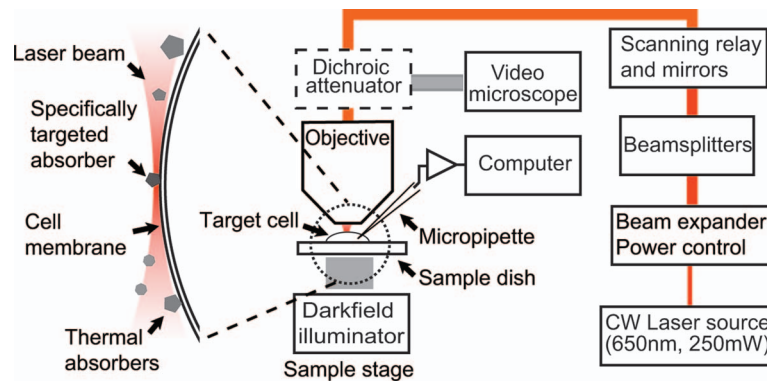 Laser beam
Specifically
targeted
absorber
Cell
membrane
Thermal
absorbers
Dichroic
attenuator
Video
microscope
Objective
Computer
Target cell
Micropipette
Sample dish
Darkfield
illuminator
Sample stage
Scanning relay
and mirrors
Beamsplitters
Beam expander
Power control
CW Laser source
(650nm, 250mW)